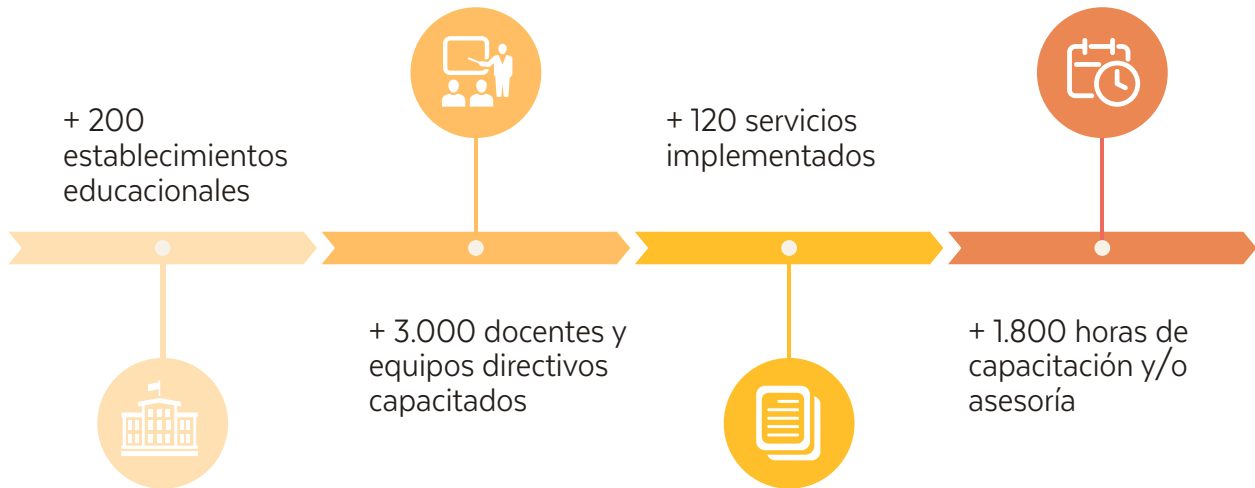 + 200
establecimientos
educacionales
+ 3.000 docentes y
equipos directivos
capacitados
+ 120 servicios
implementados
+ 1.800 horas de
capacitación y/o
asesoría